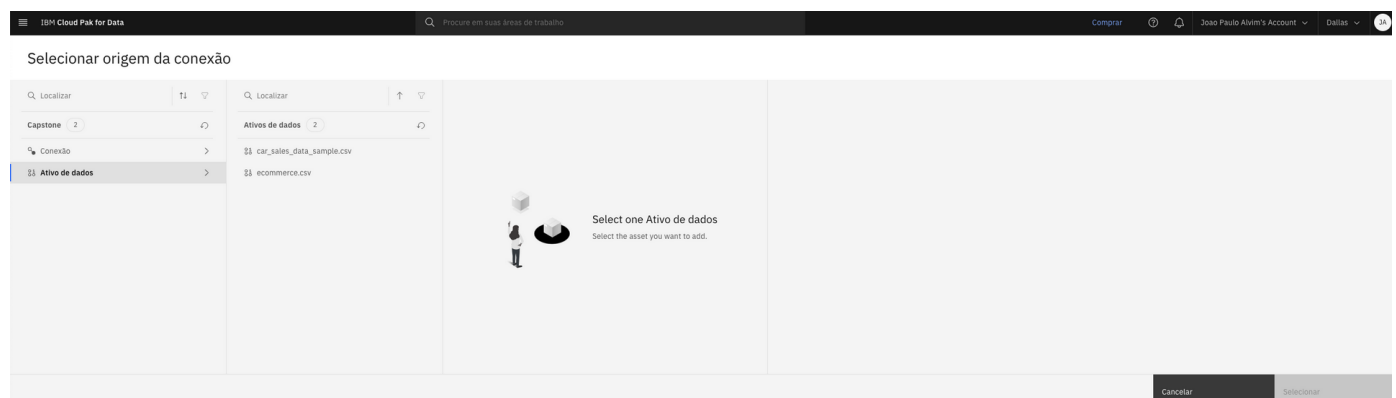 IBM Cloud Pak for Data
Procure em suas áreas de trabalho
Comprar
Joao Paulo Alvim's Account
Dallas
JA
Selecionar origem da conexão
Localizar
Capstone 2
Conexão
Ativo de dados
Localizar
Ativos de dados 2
car_sales_data_sample.csv
ecommerce.csv
Select one Ativo de dados
Select the asset you want to add.
Cancelar
Selecionar